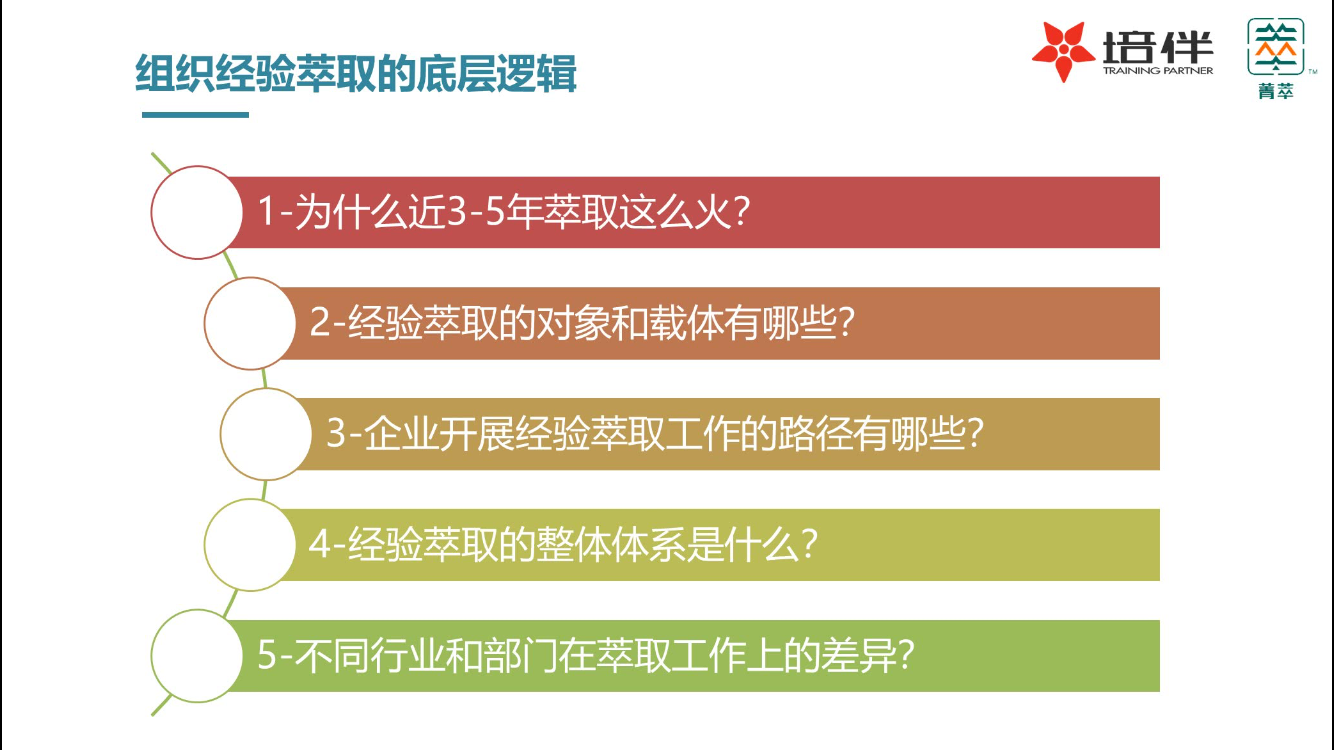 组织经验萃取的底层逻辑
培伴
TRAINING PARTNER
TM
菁萃
1-为什么近3-5年萃取这么火?
2-经验萃取的对象和载体有哪些?
3-企业开展经验萃取工作的路径有哪些?
4-经验萃取的整体体系是什么?
5-不同行业和部门在萃取工作上的差异?